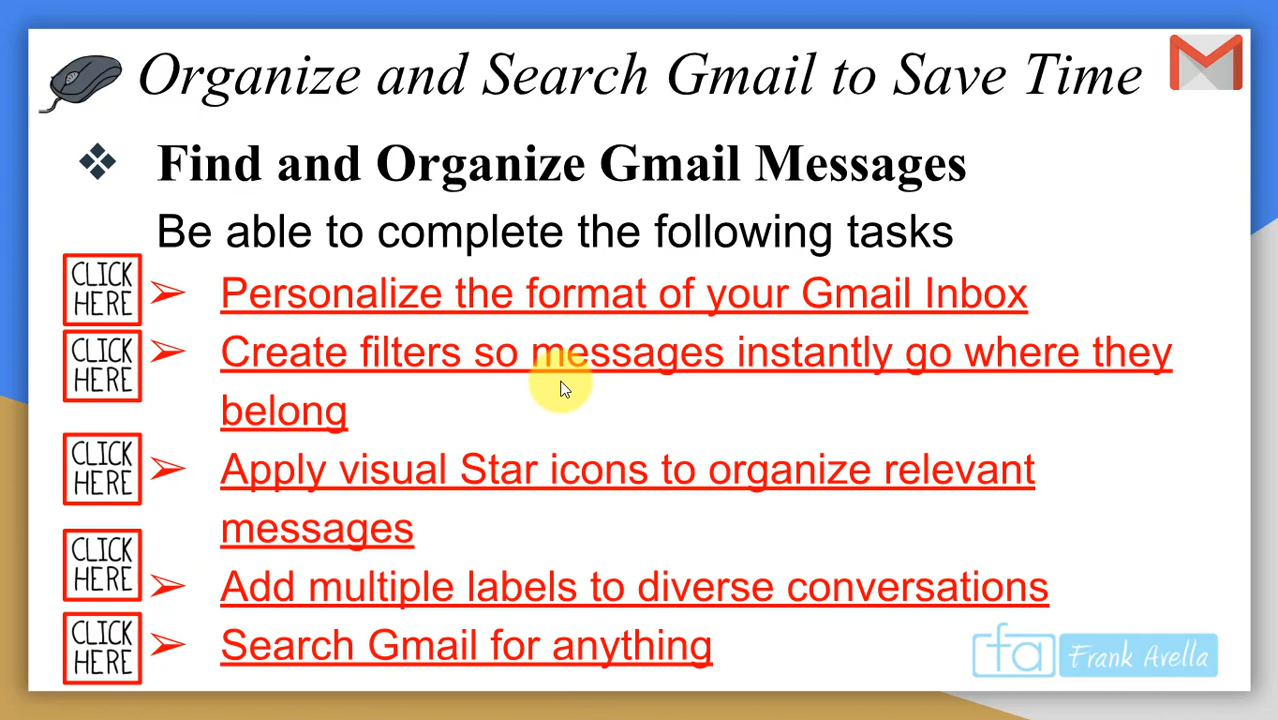 Organize and Search Gmail to Save Time
Find and Organize Gmail Messages
Be able to complete the following tasks
CLICK
HERE
Personalize the format of your Gmail Inbox
CLICK
HERE
Create filters so messages instantly go where they
belong
CLICK
HERE
Apply visual Star icons to organize relevant
messages
CLICK
HERE
Add multiple labels to diverse conversations
CLICK
HERE
Search Gmail for anything
fa Frank Avella